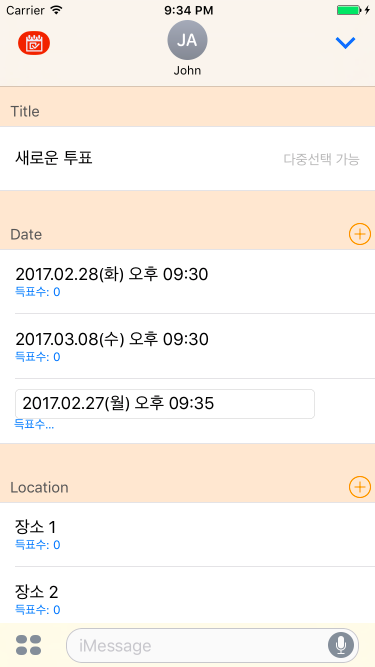 Carrier 9:34 PM
JA
John
Title
새로운 투표 다중선택 가능
Date
2017.02.28(화) 오후 09:30
득표수: 0
2017.03.08(수) 오후 09:30
득표수: 0
2017.02.27(월) 오후 09:35
득표수...
Location
장소 1
득표수: 0
장소 2
득표수: 0
iMessage